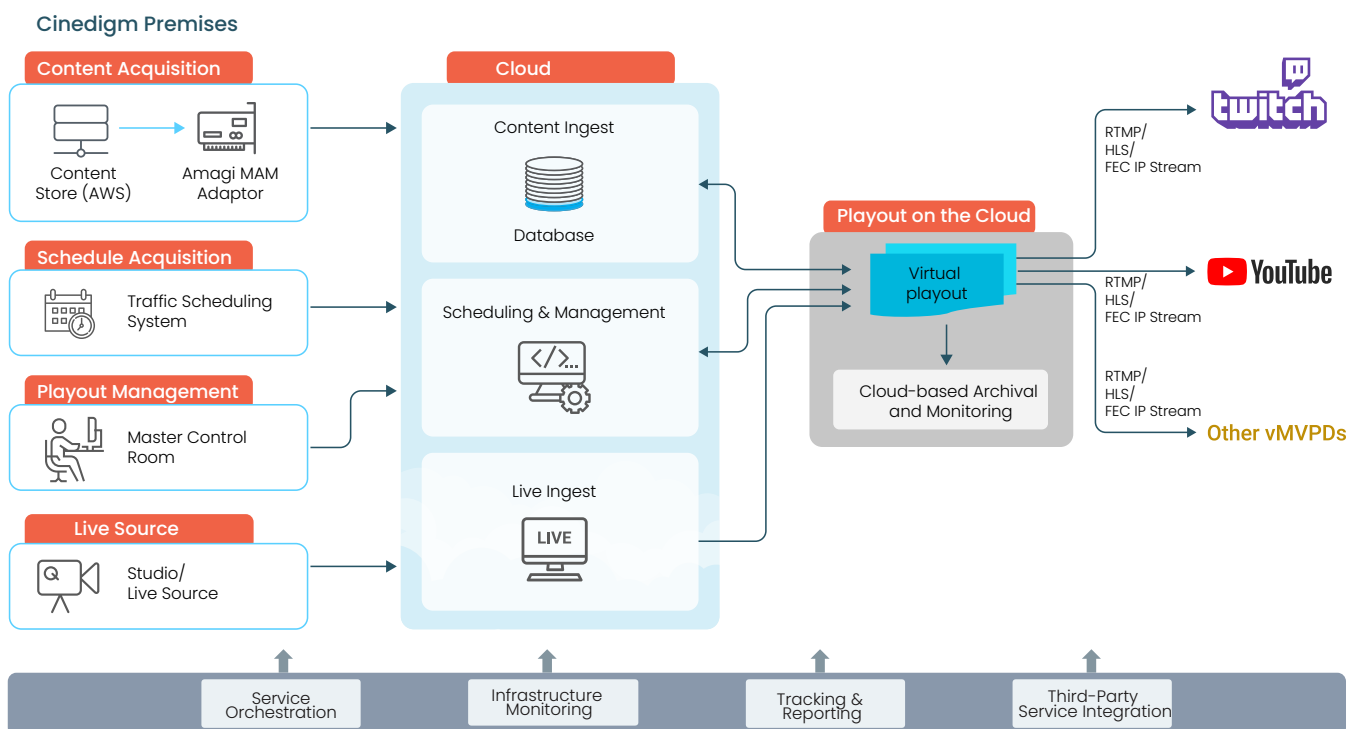 Cinedigm Premises
Content Acquisition
Content
Store (AWS)
Amagi MAM
Adaptor
Schedule Acquisition
Traffic Scheduling
System
Playout Management
Master Control
Room
Live Source
Studio/
Live Source
Cloud
Content Ingest
Database
Scheduling & Management
</>...
Live Ingest
LIVE
Playout on the Cloud
Virtual
playout
Cloud-based Archival
and Monitoring
twitch
RTMP/
HLS/
FEC IP Stream
YouTube
RTMP/
HLS/
FEC IP Stream
RTMP/
HLS/
FEC IP Stream
Other vMVPDs
Service
Orchestration
Infrastructure
Monitoring
Tracking &
Reporting
Third-Party
Service Integration